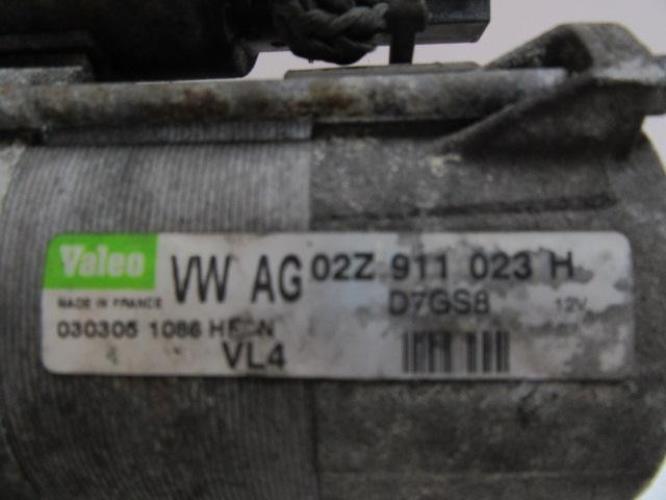 Valeo VW AG 02Z 911 023 H
MADE IN FRANCE D7GS8 12V
030305 1086
VL4